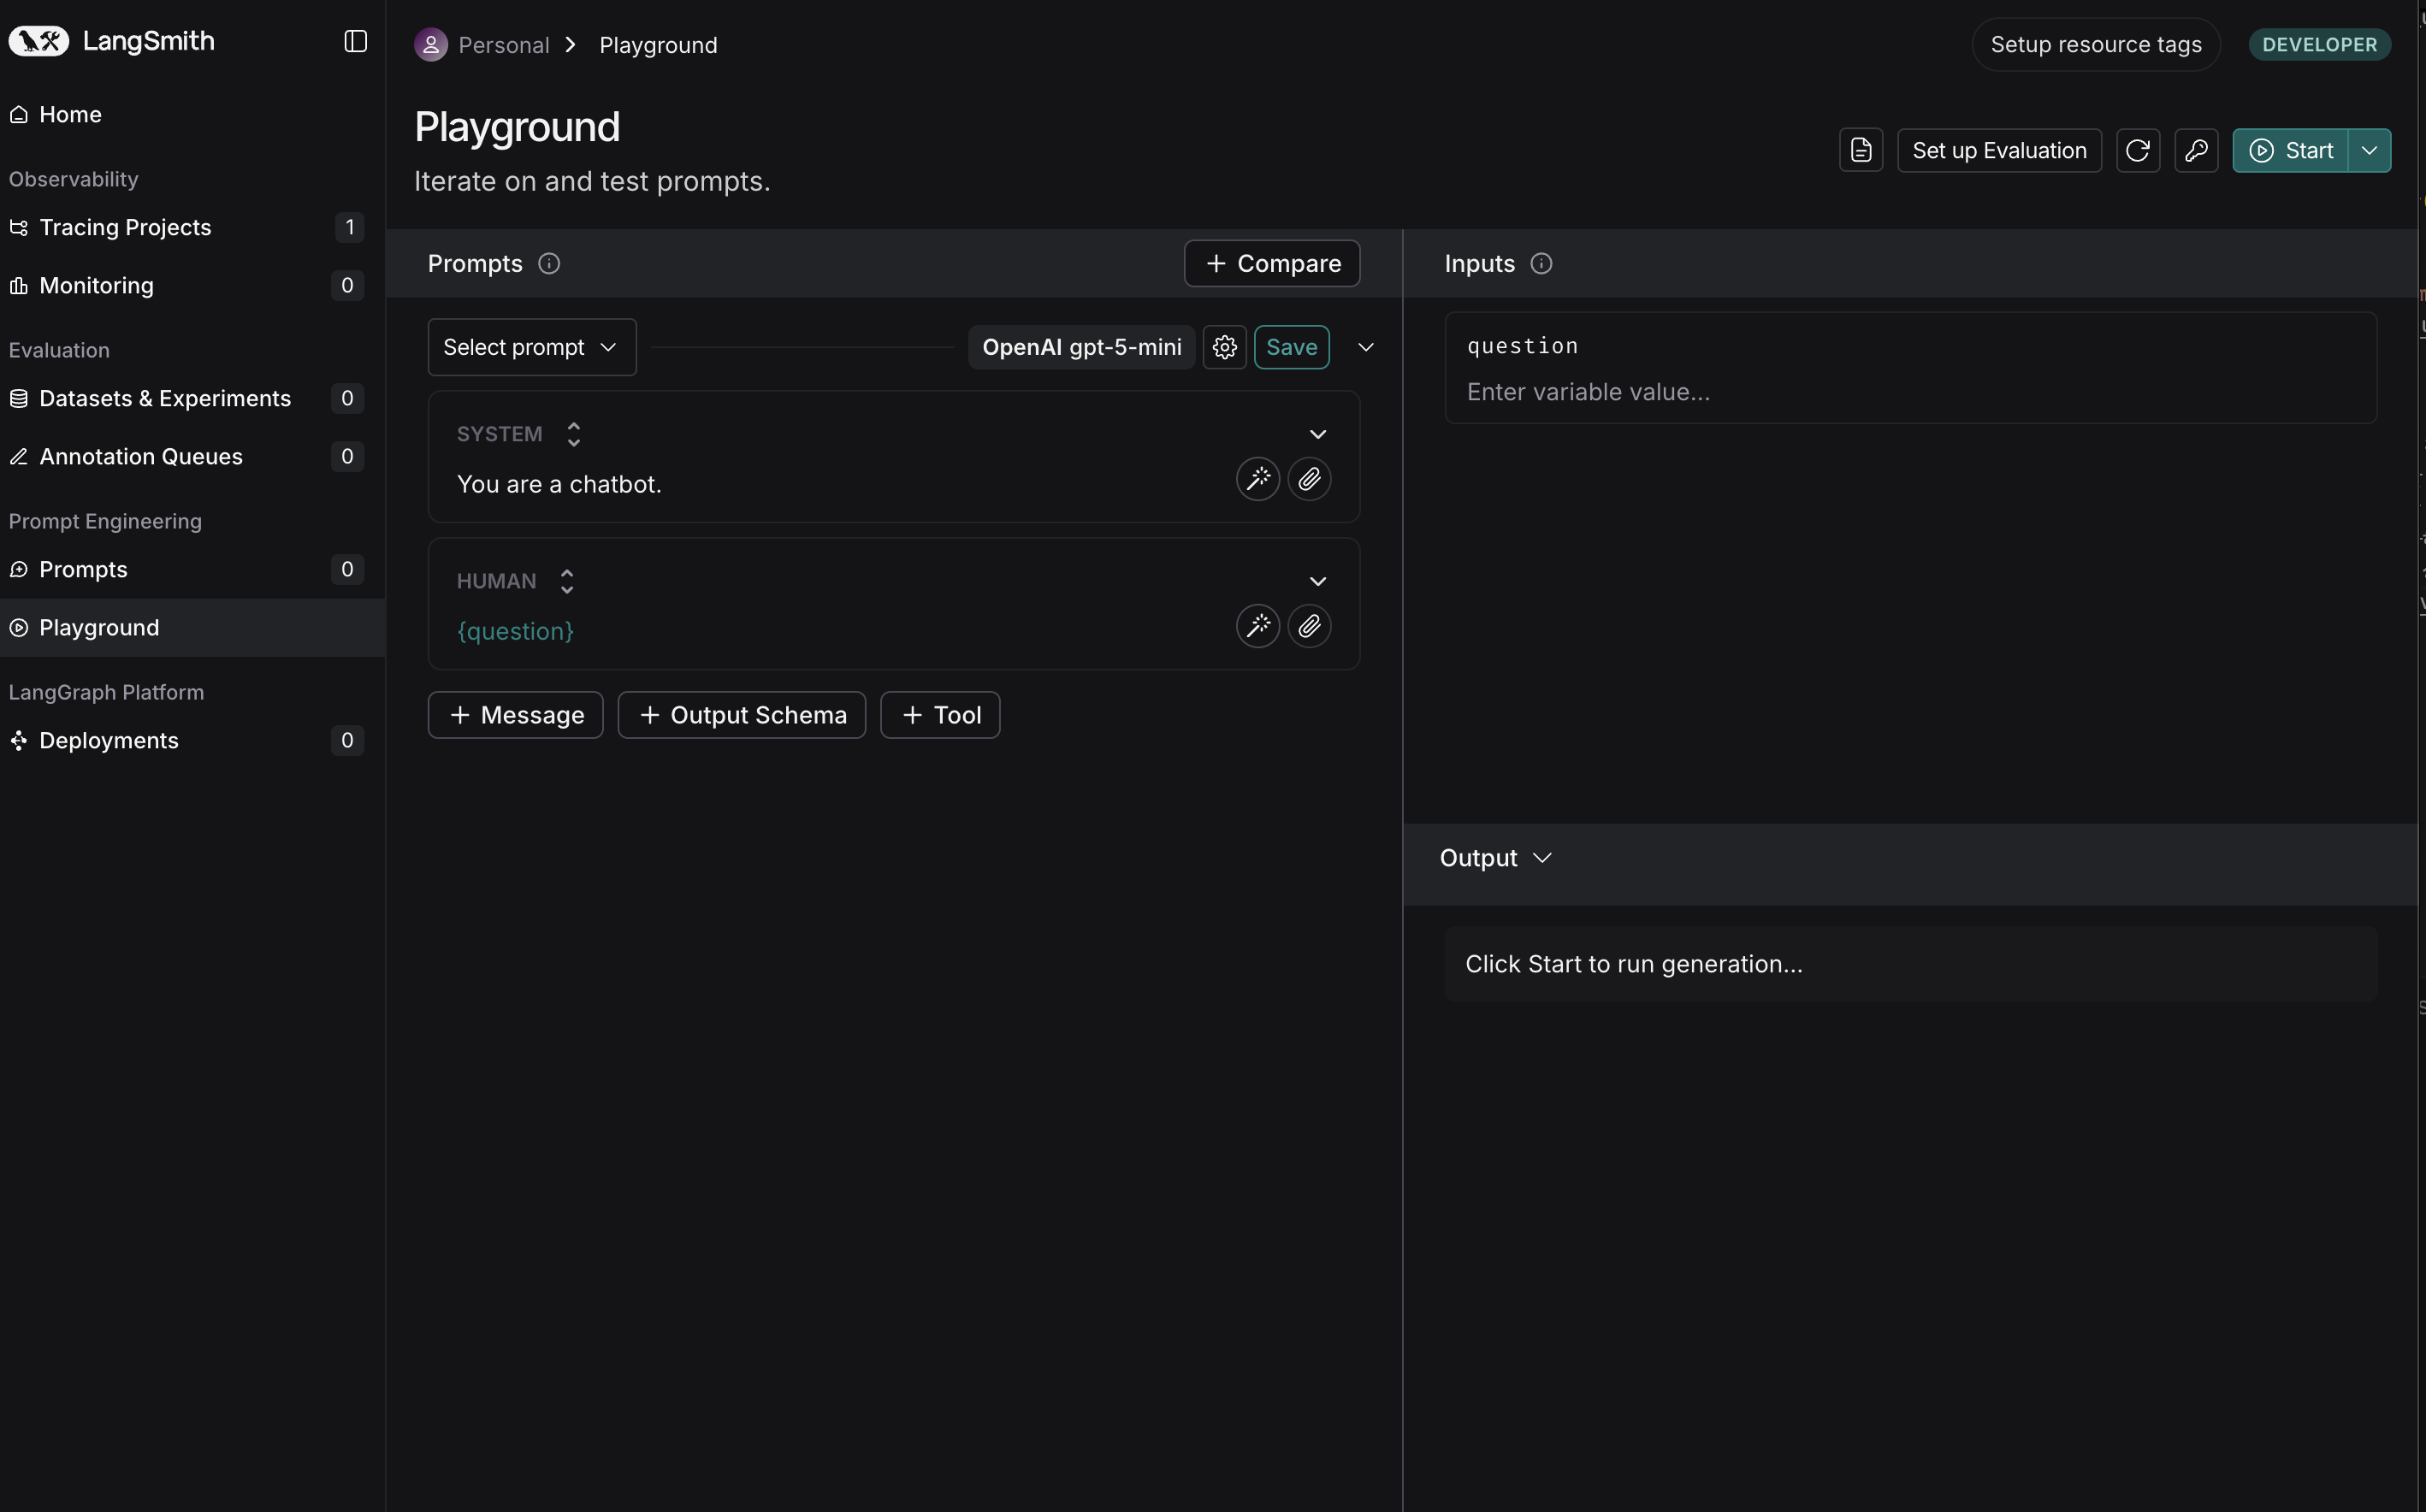 LangSmith
Home
Observability
Tracing Projects 1
Monitoring 0
Evaluation
Datasets & Experiments 0
Annotation Queues 0
Prompt Engineering
Prompts 0
Playground
LangGraph Platform
Deployments 0
Personal > Playground
Setup resource tags
DEVELOPER
Playground
Iterate on and test prompts.
Set up Evaluation
Start
Prompts
+ Compare
Select prompt
OpenAI gpt-5-mini
Save
SYSTEM
You are a chatbot.
HUMAN
{question}
+ Message
+ Output Schema
+ Tool
Inputs
question
Enter variable value...
Output
Click Start to run generation...